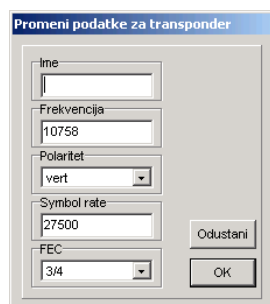 Promeni podatke za transponder
Ime
Frekvencija
10758
Polaritet
vert
Symbol rate
27500
Odustani
FEC
3/4
OK